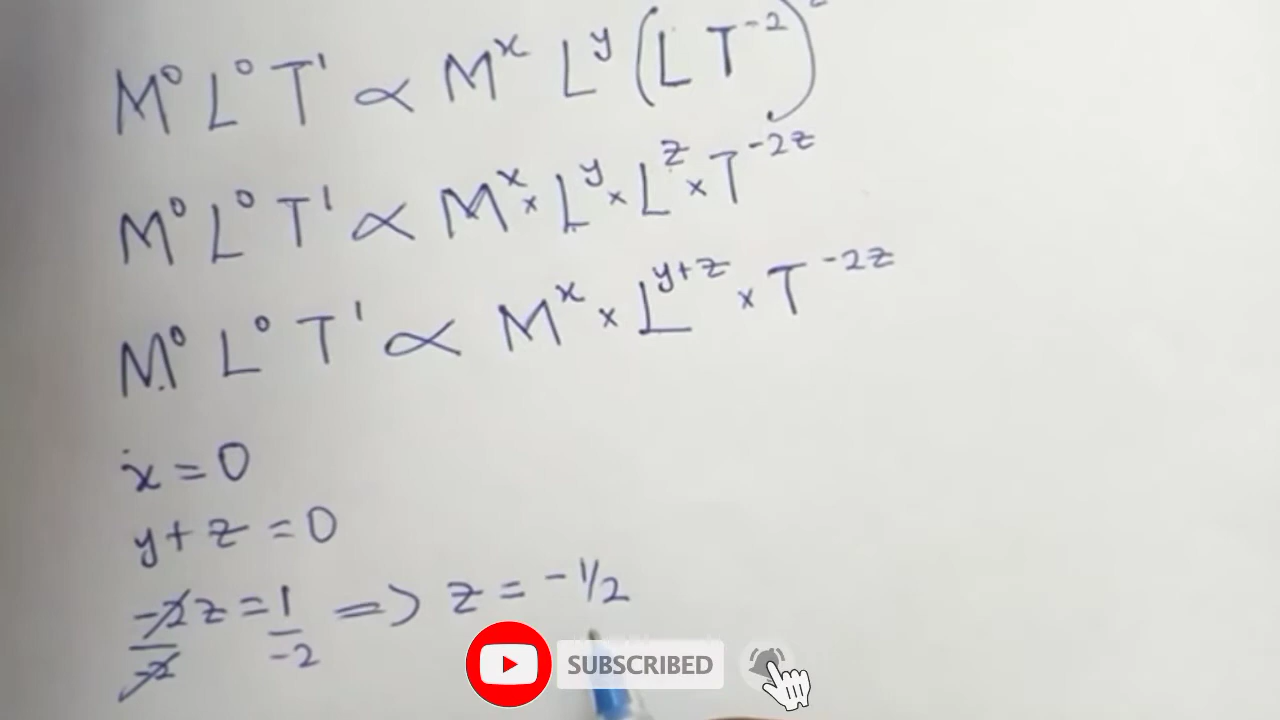 M⁰ L⁰ T¹ ∝ Mˣ Lʸ (L T⁻²)ᶻ
M⁰ L⁰ T¹ ∝ Mˣ × Lʸ × Lᶻ × T⁻²ᶻ
M⁰ L⁰ T¹ ∝ Mˣ × Lʸ⁺ᶻ × T⁻²ᶻ
x = 0
y + z = 0
-2z/-2 = 1/-2 => z = -1/2
SUBSCRIBED